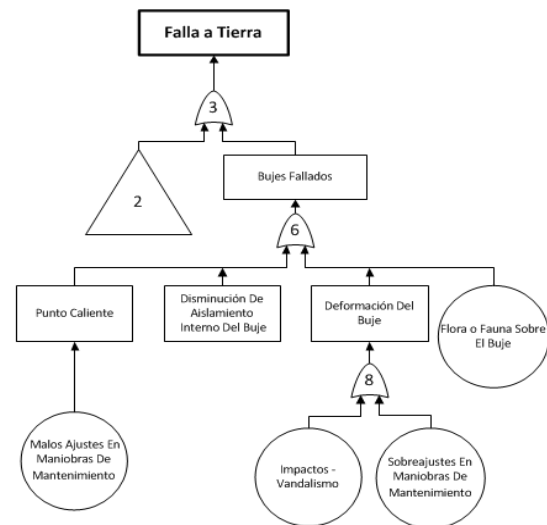 Falla a Tierra
3
2
Bujes Fallados
6
Punto Caliente
Disminución De
Aislamiento
Interno Del Buje
Deformación Del
Buje
Flora o Fauna Sobre
El Buje
8
Malos Ajustes En
Maniobras De
Mantenimiento
Impactos -
Vandalismo
Sobreajustes En
Maniobras De
Mantenimiento